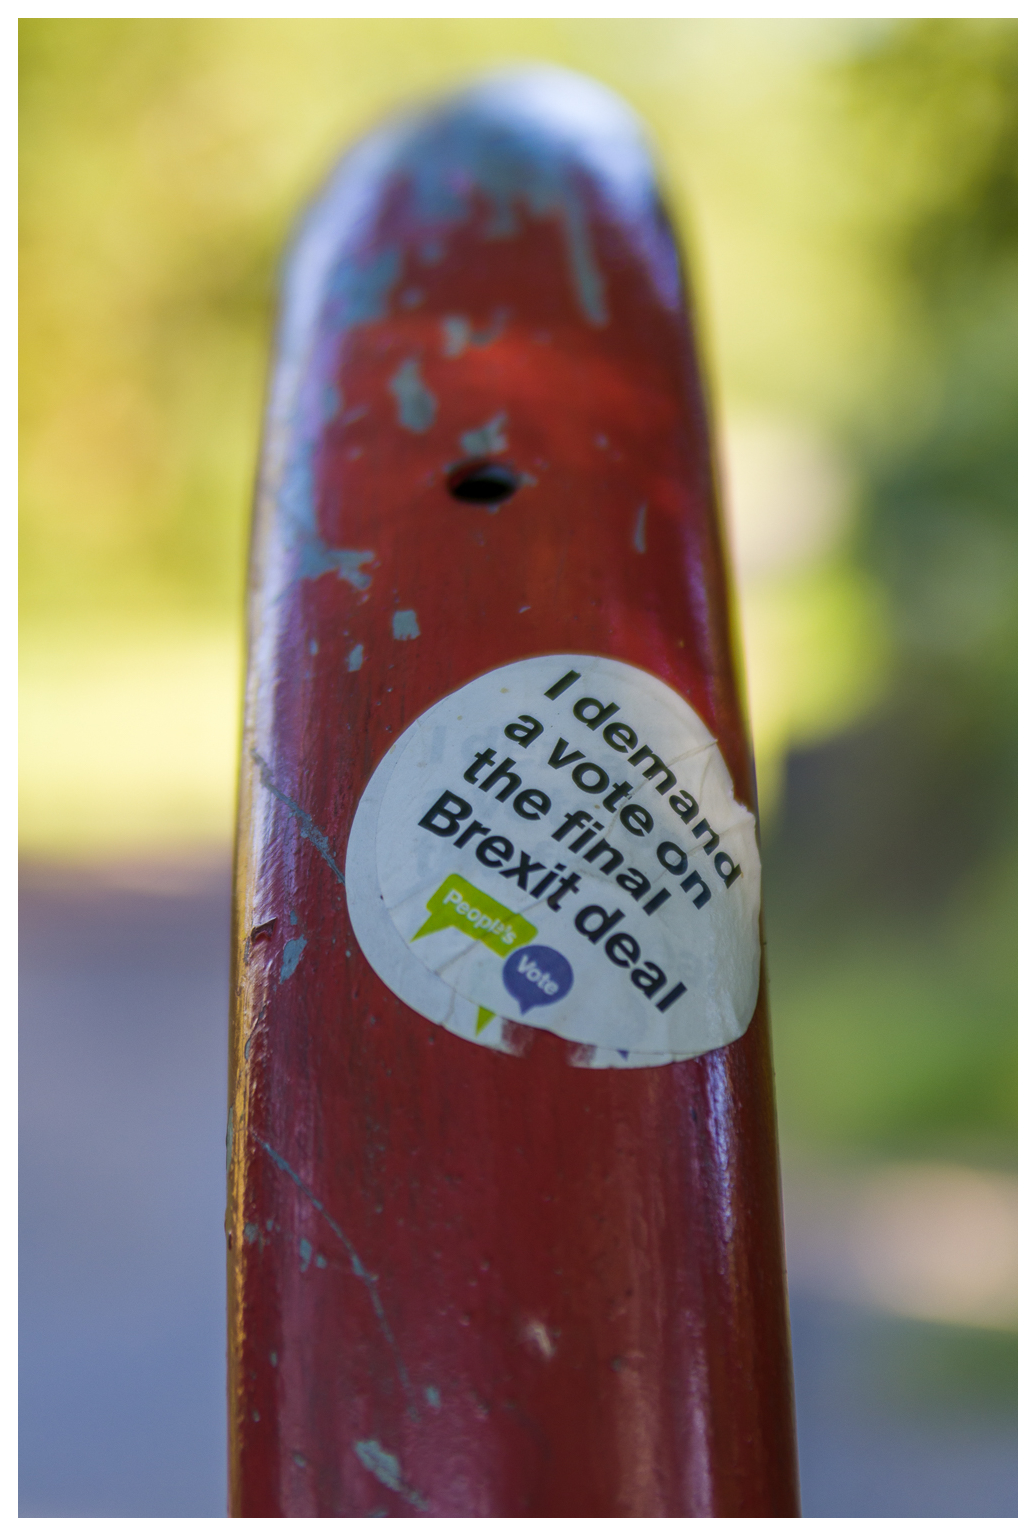 I demand
a vote on
the final
Brexit deal
People's
Vote